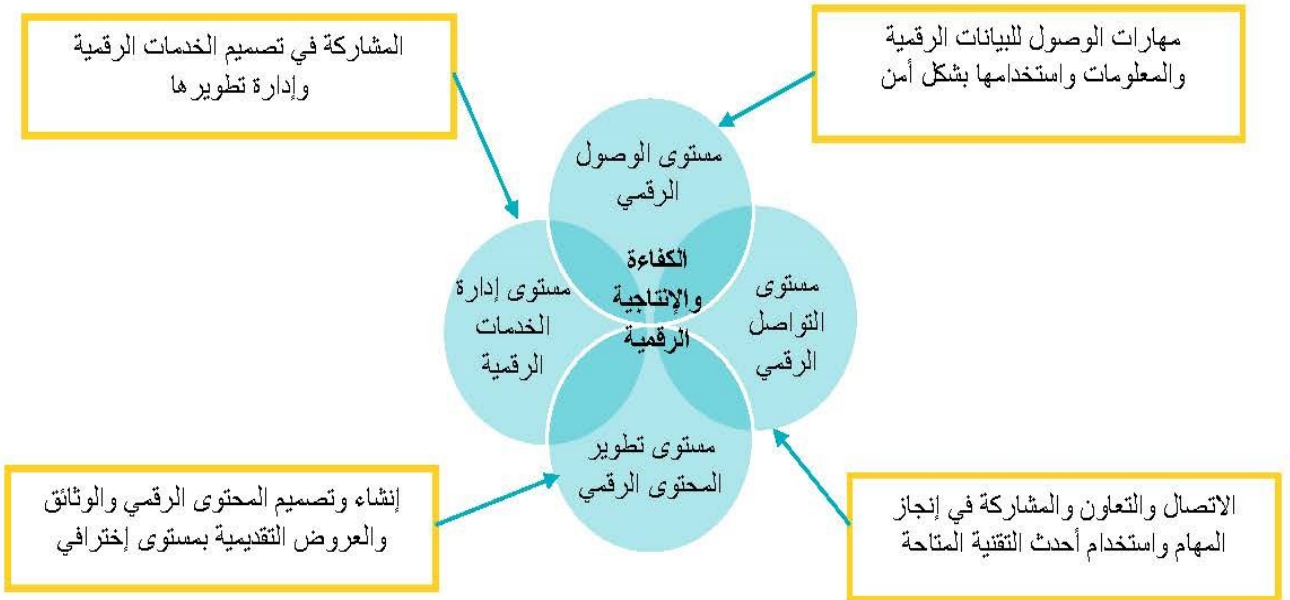 مهارات الوصول للبيانات الرقمية
والمعلومات واستخدامها بشكل أمن
المشاركة في تصميم الخدمات الرقمية
وإدارة تطويرها
مستوى الوصول
الرقمي
الكفاءة
والإنتاجية
الرقمية
مستوى
التواصل
الرقمي
مستوى إدارة
الخدمات
الرقمية
مستوى تطوير
المحتوى الرقمي
الاتصال والتعاون والمشاركة في إنجاز
المهام واستخدام أحدث التقنية المتاحة
إنشاء وتصميم المحتوى الرقمي والوثائق
والعروض التقديمية بمستوى إخترافي